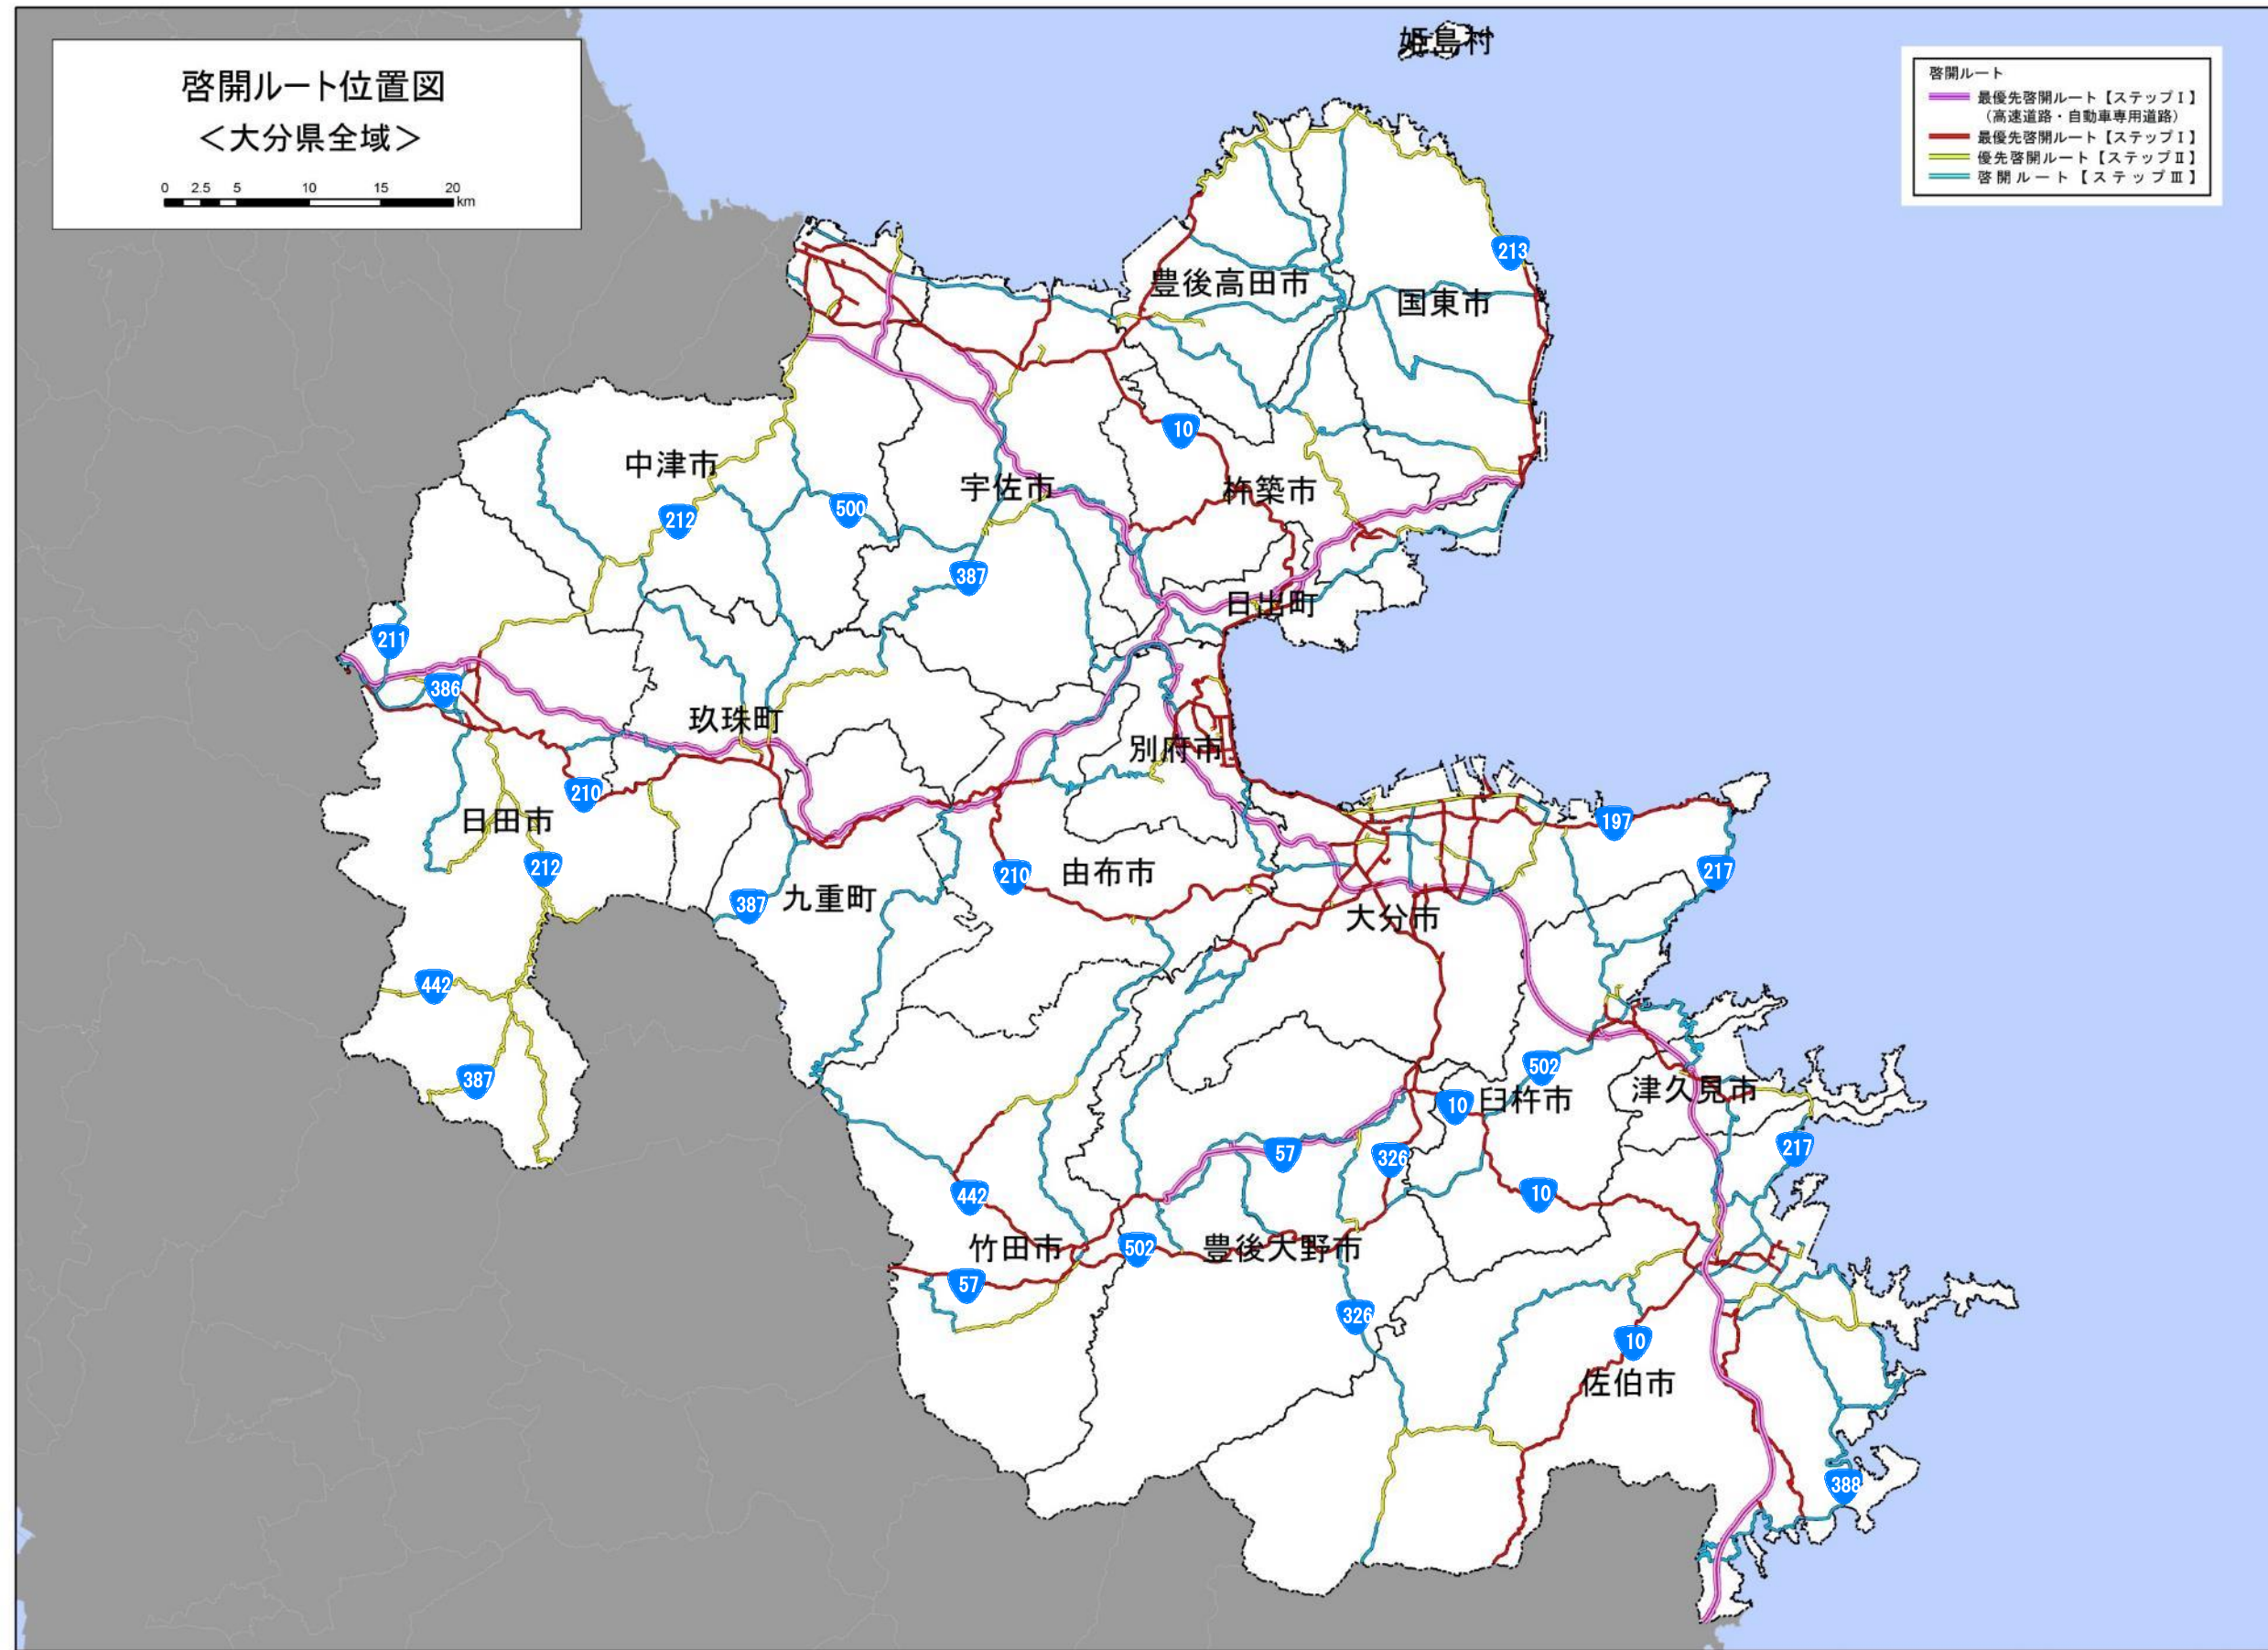 啓開ルート位置図
＜大分県全域＞
0 2.5 5 10 15 20
km
啓開ルート
最優先啓開ルート【ステップⅠ】
（高速道路・自動車専用道路）
最優先啓開ルート【ステップⅠ】
優先啓開ルート【ステップⅡ】
啓開ルート【ステップⅢ】
姫島村
213
豊後高田市
国東市
10
中津市
宇佐市
杵築市
212
500
387
日出町
211
386
玖珠町
別府市
210
日田市
197
212
210
由布市
217
387
九重町
大分市
442
387
502
津久見市
10
臼杵市
57
326
217
442
10
竹田市
502
豊後大野市
57
326
10
佐伯市
388